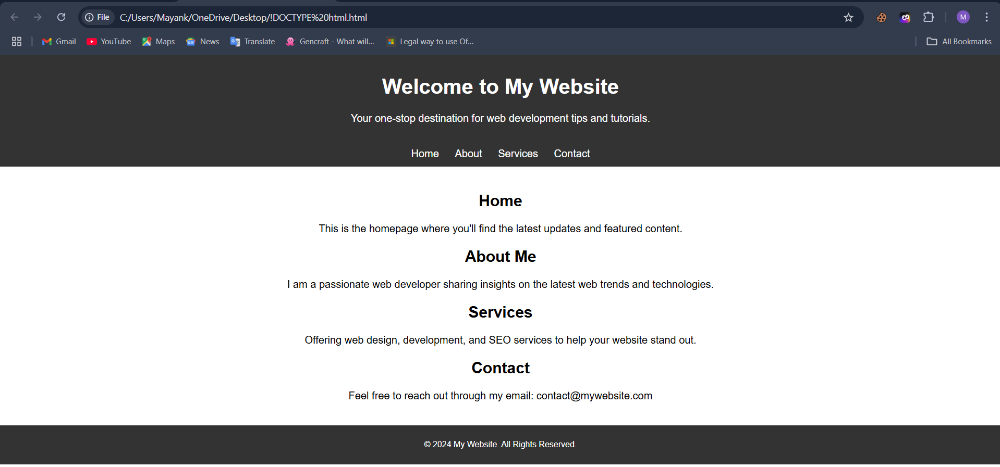 File C:/Users/Mayank/OneDrive/Desktop/!DOCTYPE%20html.html M
Gmail YouTube Maps News Translate Gencraft - What will... Legal way to use Of... All Bookmarks
Welcome to My Website
Your one-stop destination for web development tips and tutorials.
Home About Services Contact
Home
This is the homepage where you'll find the latest updates and featured content.
About Me
I am a passionate web developer sharing insights on the latest web trends and technologies.
Services
Offering web design, development, and SEO services to help your website stand out.
Contact
Feel free to reach out through my email: contact@mywebsite.com
© 2024 My Website. All Rights Reserved.